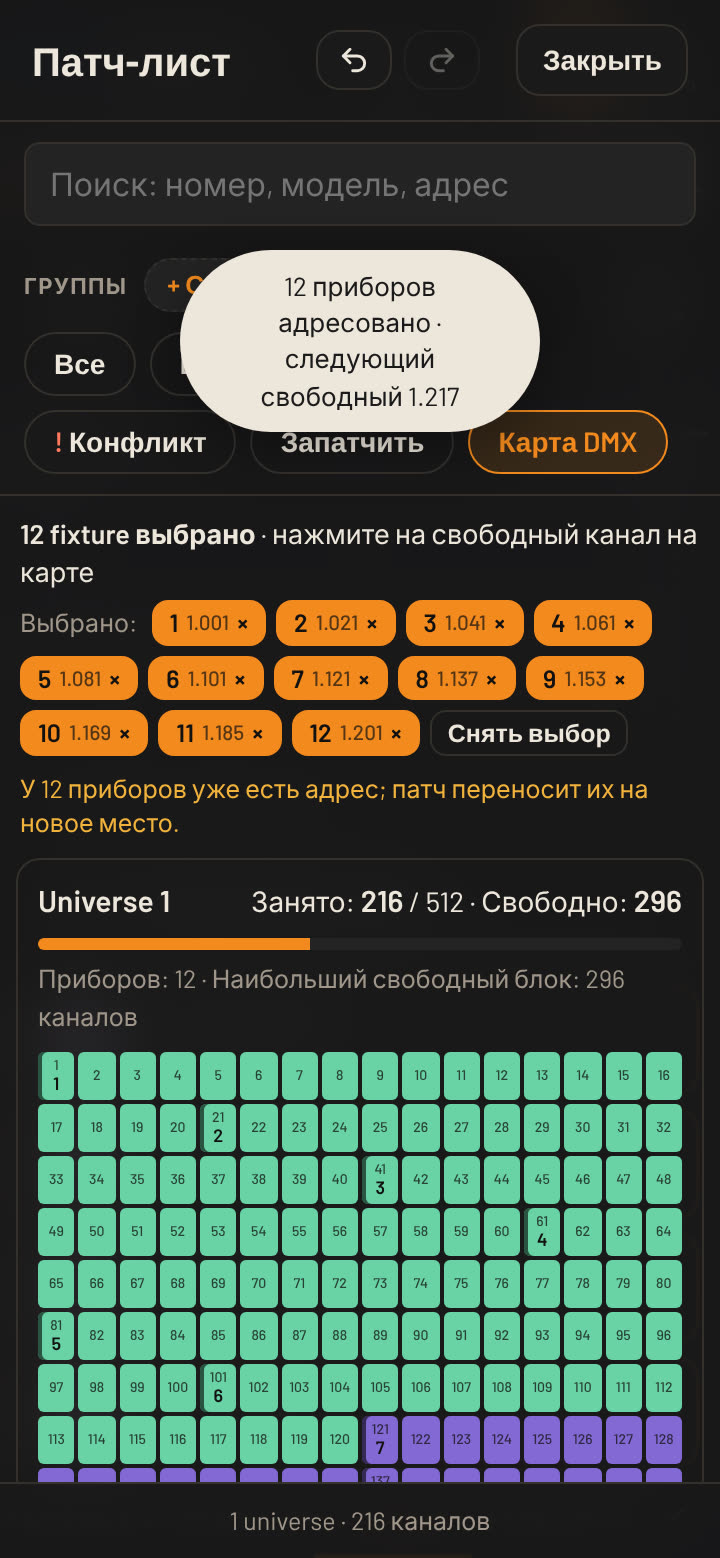 Патч-лист
Закрыть
Поиск: номер, модель, адрес
ГРУППЫ
12 приборов
адресовано ·
следующий
свободный 1.217
Все
! Конфликт
Запатчить
Карта DMX
12 fixture выбрано · нажмите на свободный канал на
карте
Выбрано: 1 1.001 × 2 1.021 × 3 1.041 × 4 1.061 ×
5 1.081 × 6 1.101 × 7 1.121 × 8 1.137 × 9 1.153 ×
10 1.169 × 11 1.185 × 12 1.201 × Снять выбор
У 12 приборов уже есть адрес; патч переносит их на
новое место.
Universe 1 Занято: 216 / 512 · Свободно: 296
Приборов: 12 · Наибольший свободный блок: 296
каналов
1 2 3 4 5 6 7 8 9 10 11 12 13 14 15 16
1
17 18 19 20 21 22 23 24 25 26 27 28 29 30 31 32
2
33 34 35 36 37 38 39 40 41 42 43 44 45 46 47 48
3
49 50 51 52 53 54 55 56 57 58 59 60 61 62 63 64
4
65 66 67 68 69 70 71 72 73 74 75 76 77 78 79 80
81 82 83 84 85 86 87 88 89 90 91 92 93 94 95 96
5
97 98 99 100 101 102 103 104 105 106 107 108 109 110 111 112
6
113 114 115 116 117 118 119 120 121 122 123 124 125 126 127 128
7
137
1 universe · 216 каналов